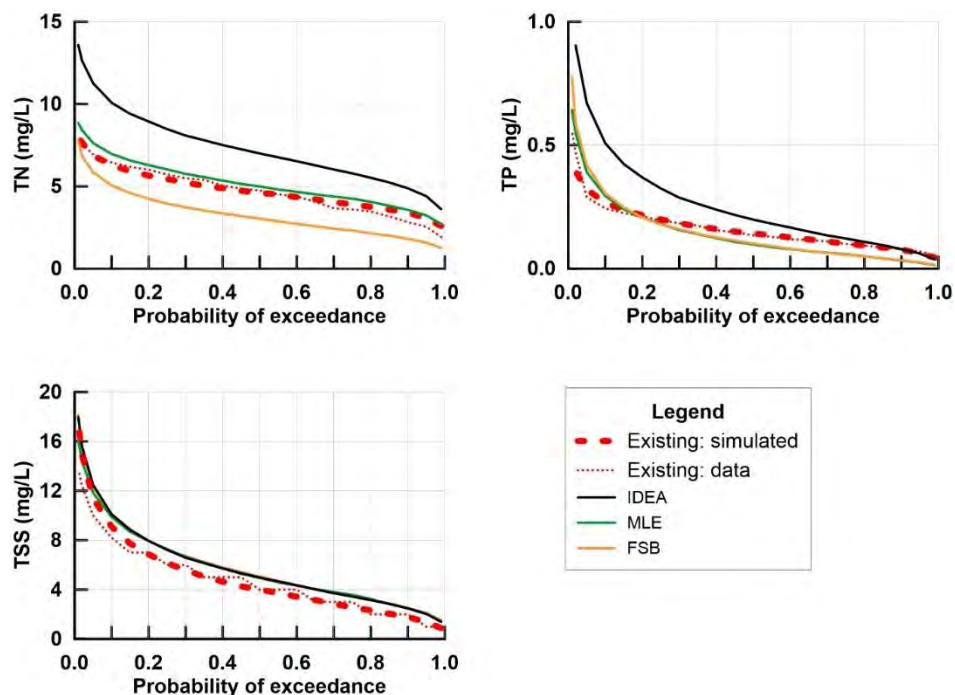 15
10
5
0
TN (mg/L)
0.0 0.2 0.4 0.6 0.8 1.0
Probability of exceedance
1.0
0.5
0.0
TP (mg/L)
0.0 0.2 0.4 0.6 0.8 1.0
Probability of exceedance
20
16
12
8
4
0
TSS (mg/L)
0.0 0.2 0.4 0.6 0.8 1.0
Probability of exceedance
Legend
Existing: simulated
Existing: data
IDEA
MLE
FSB